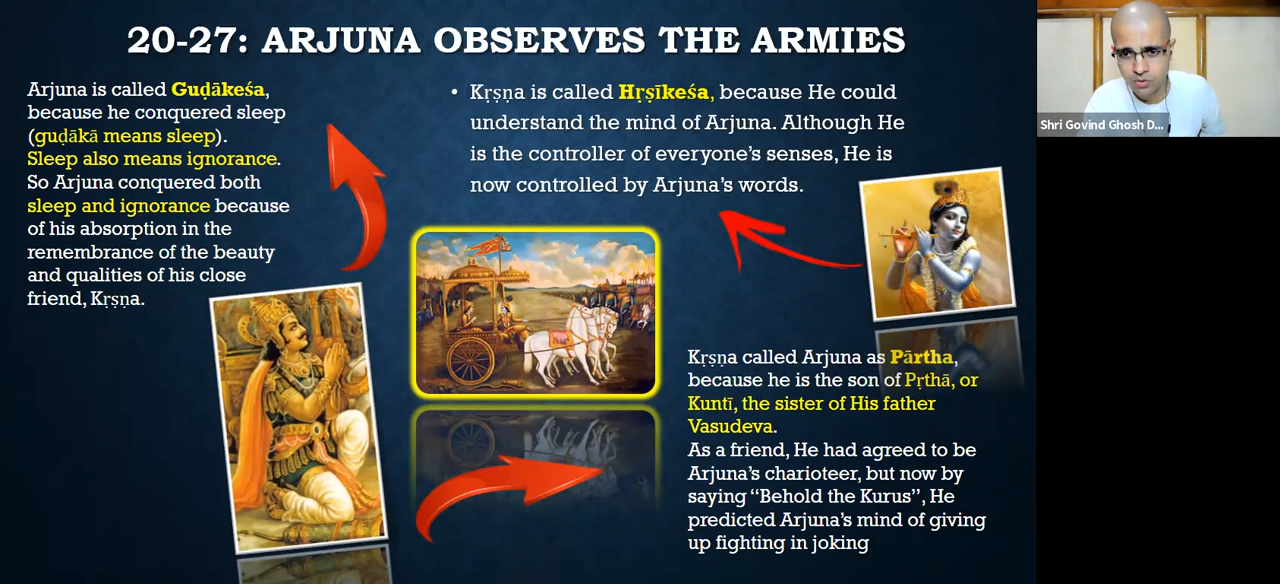 20-27: ARJUNA OBSERVES THE ARMIES
Arjuna is called Guḍākeśa,
because he conquered sleep
(guḍākā means sleep).
Sleep also means ignorance.
So Arjuna conquered both
sleep and ignorance because
of his absorption in the
remembrance of the beauty
and qualities of his close
friend, Kṛṣṇa.
• Kṛṣṇa is called Hṛṣīkeśa, because He could
understand the mind of Arjuna. Although He
is the controller of everyone’s senses, He is
now controlled by Arjuna’s words.
Kṛṣṇa called Arjuna as Pārtha,
because he is the son of Pṛthā, or
Kuntī, the sister of His father
Vasudeva.
As a friend, He had agreed to be
Arjuna’s charioteer, but now by
saying “Behold the Kurus”, He
predicted Arjuna’s mind of giving
up fighting in joking
Shri Govind Ghosh D...